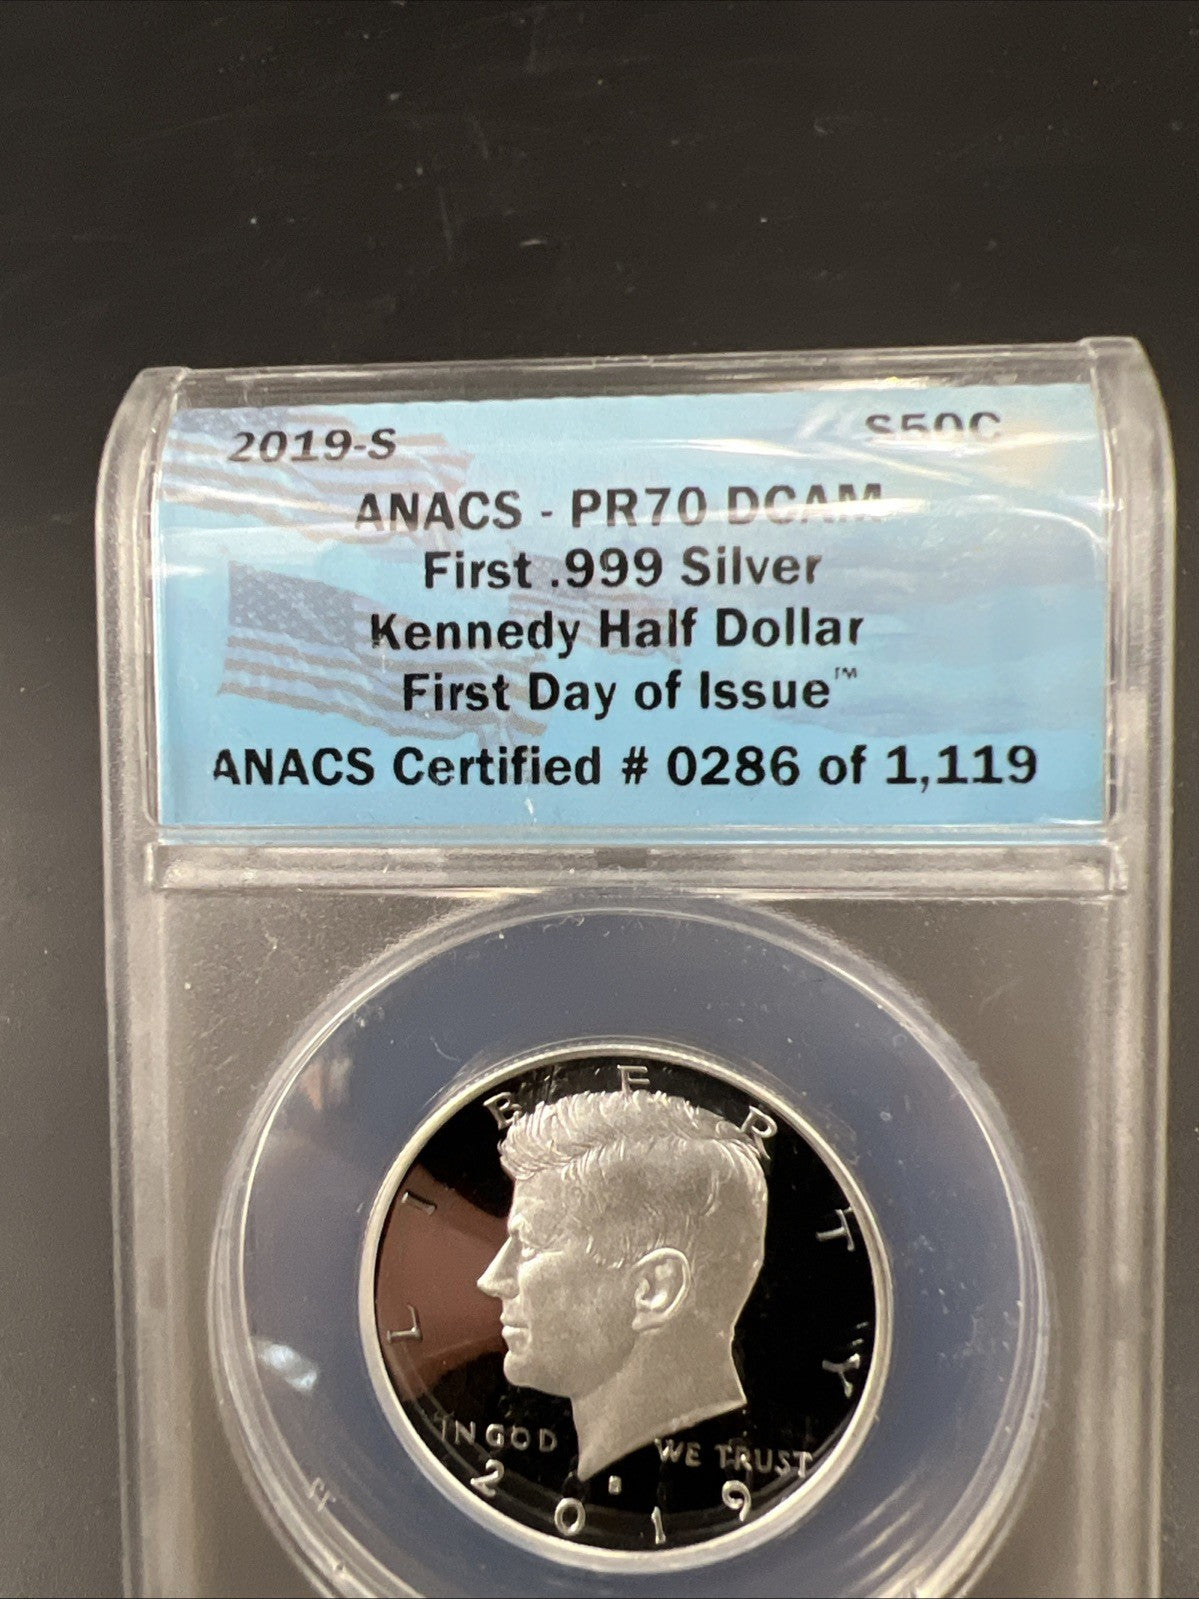 2019-S S50C
ANACS - PR70 DCAM
First .999 Silver
Kennedy Half Dollar
First Day of Issue™
ANACS Certified # 0286 of 1,119
LIBERTY
IN GOD WE TRUST
S
2019